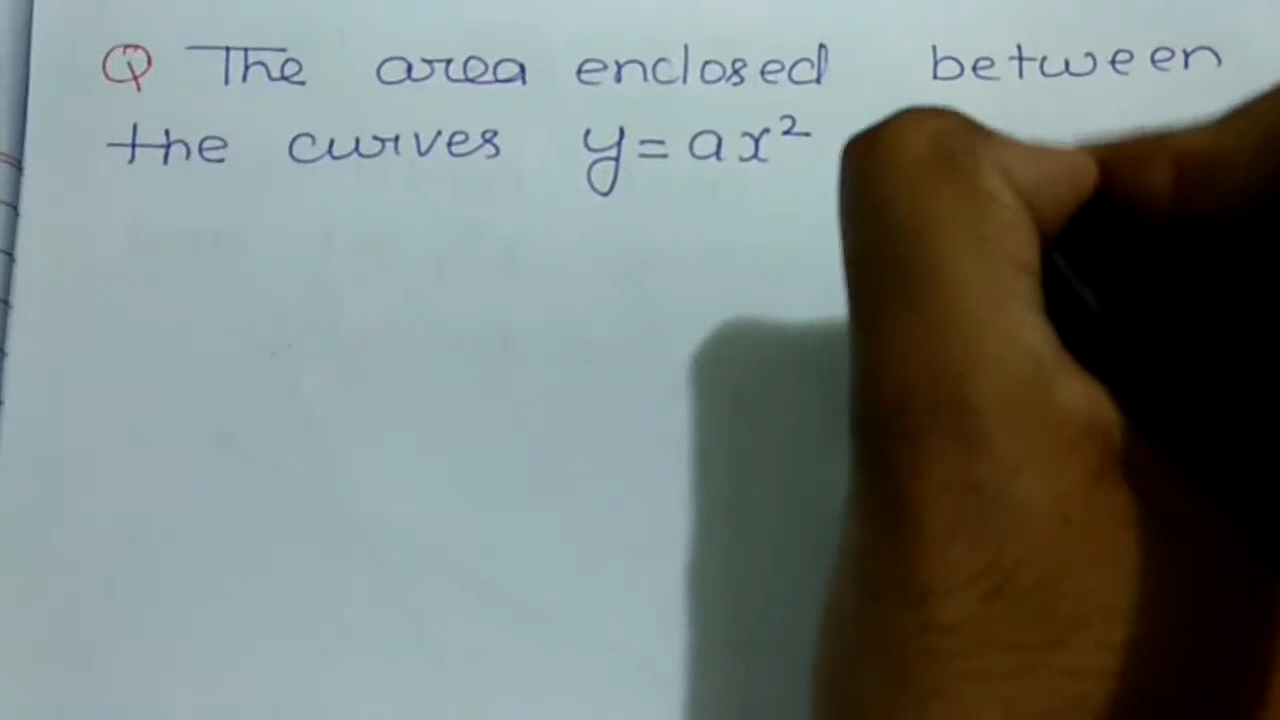 Q The area enclosed between
the curves y = ax²